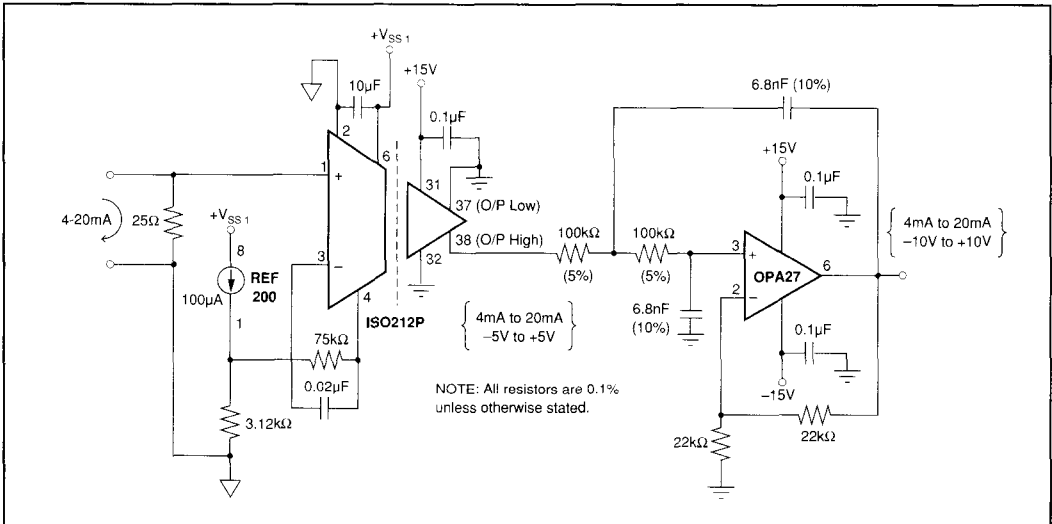 +V SS 1
+15V
10µF
0.1µF
6.8nF (10%)
2
6
1
+
31
37 (O/P Low)
38 (O/P High)
32
4-20mA
25Ω
+V SS 1
8
REF
200
100µA
1
3
–
4
ISO212P
75kΩ
0.02µF
3.12kΩ
100kΩ
(5%)
100kΩ
(5%)
6.8nF
(10%)
4mA to 20mA
–5V to +5V
NOTE: All resistors are 0.1%
unless otherwise stated.
+15V
0.1µF
3
+
2
–
OPA27
6
4mA to 20mA
–10V to +10V
0.1µF
–15V
22kΩ
22kΩ